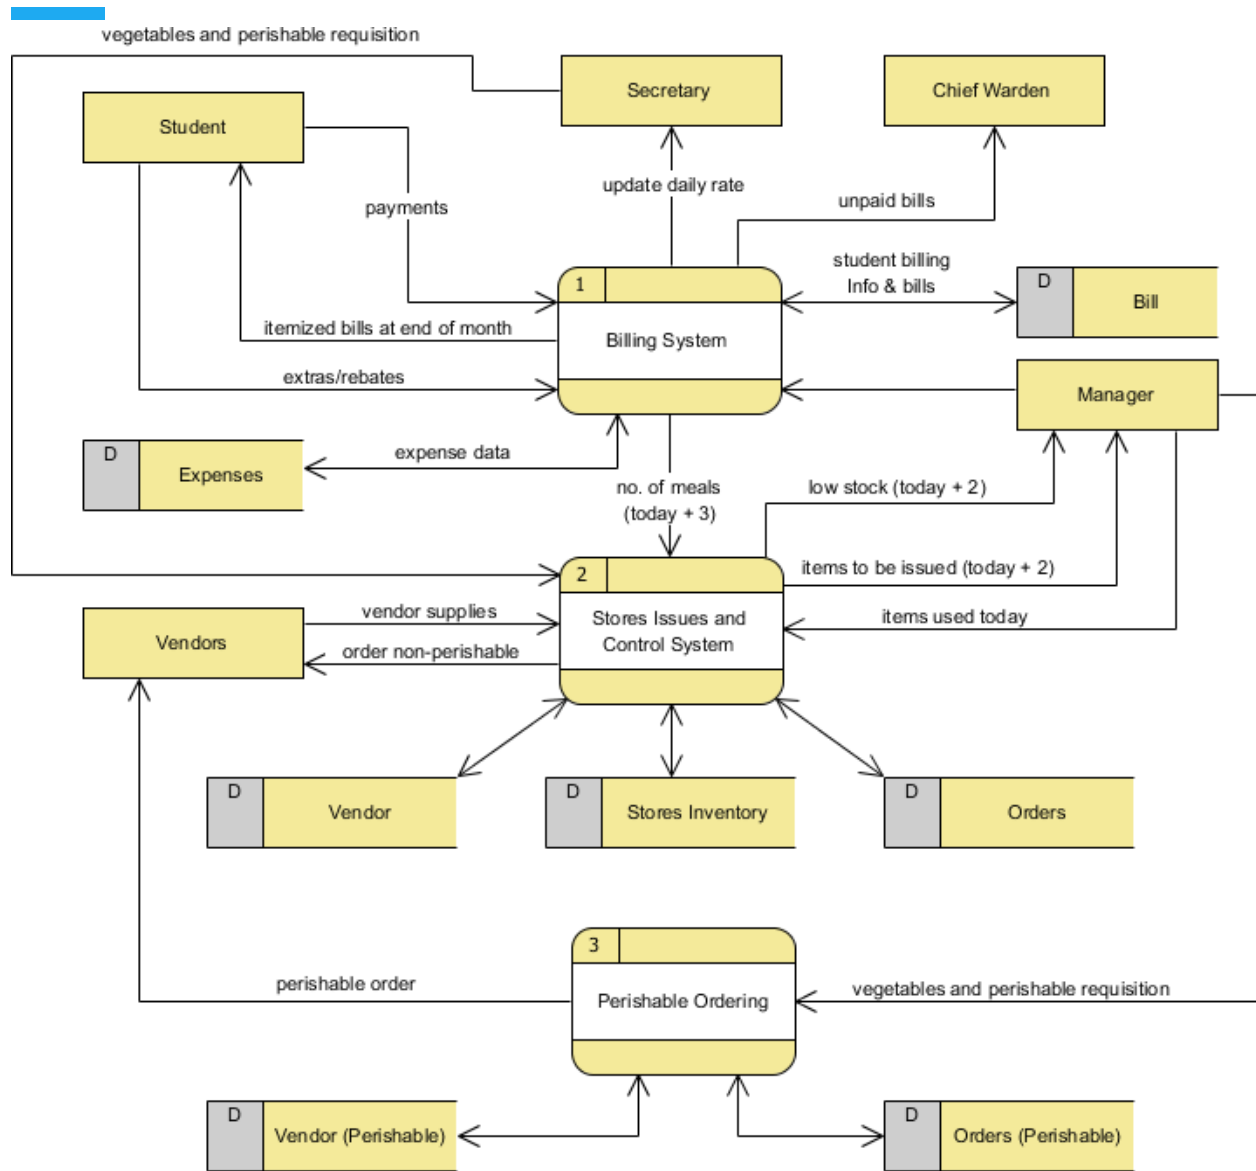 vegetables and perishable requisition
Secretary
Chief Warden
Student
update daily rate
payments
unpaid bills
student billing
Info & bills
1
D
Bill
itemized bills at end of month
Billing System
extras/rebates
Manager
D
Expenses
expense data
no. of meals
(today + 3)
low stock (today + 2)
2
items to be issued (today + 2)
vendor supplies
Stores Issues and
Control System
items used today
Vendors
order non-perishable
D
Vendor
D
Stores Inventory
D
Orders
3
perishable order
Perishable Ordering
vegetables and perishable requisition
D
Vendor (Perishable)
D
Orders (Perishable)